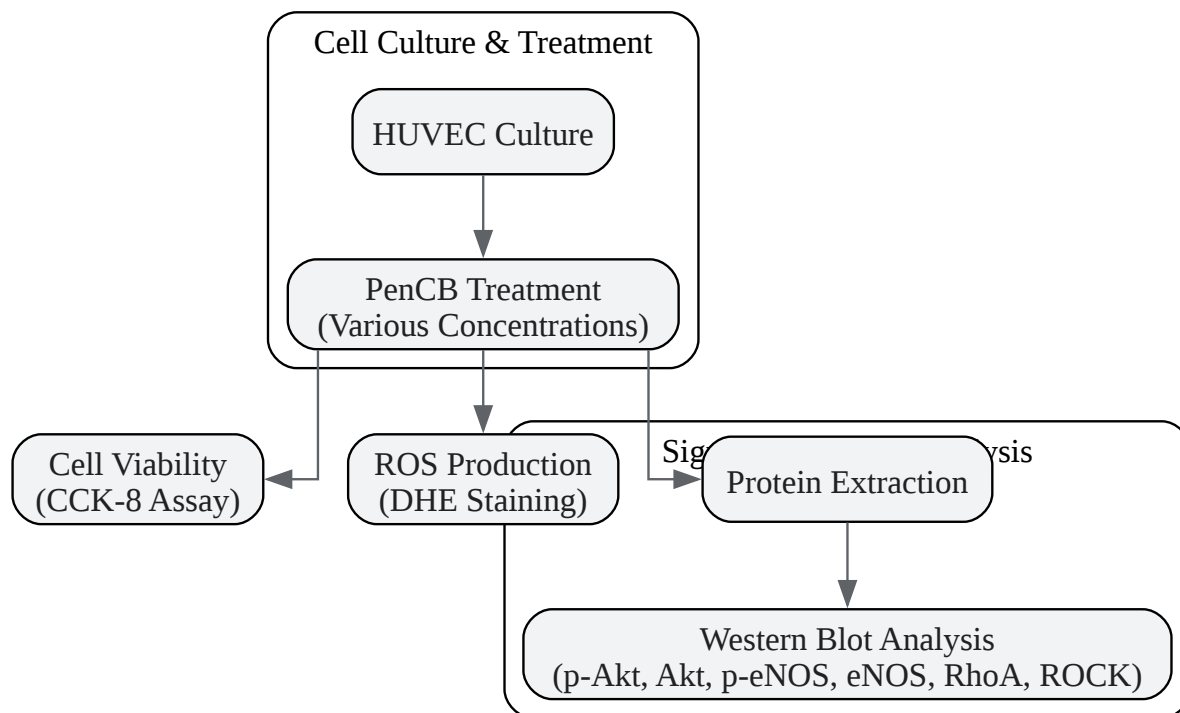 Cell Culture & Treatment
HUVEC Culture
PenCB Treatment
(Various Concentrations)
Cell Viability
(CCK-8 Assay)
ROS Production
(DHE Staining)
Protein Extraction
Western Blot Analysis
(p-Akt, Akt, p-eNOS, eNOS, RhoA, ROCK)